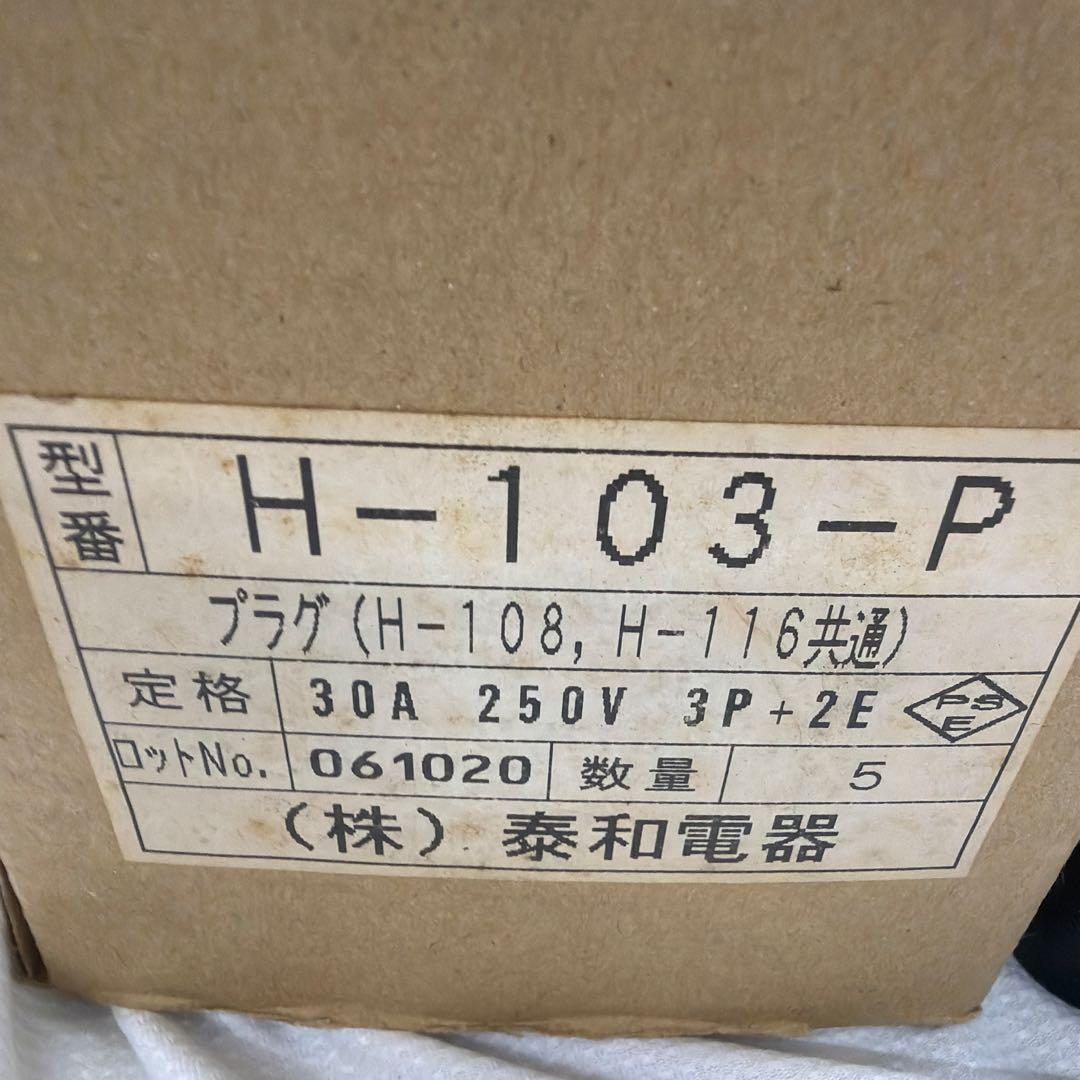 型番 H-103-P
プラグ(H-108,H-116共通)
定格 30A 250V 3P+2E PSE
ロットNo. 061020 数量 5
(株)泰和電器